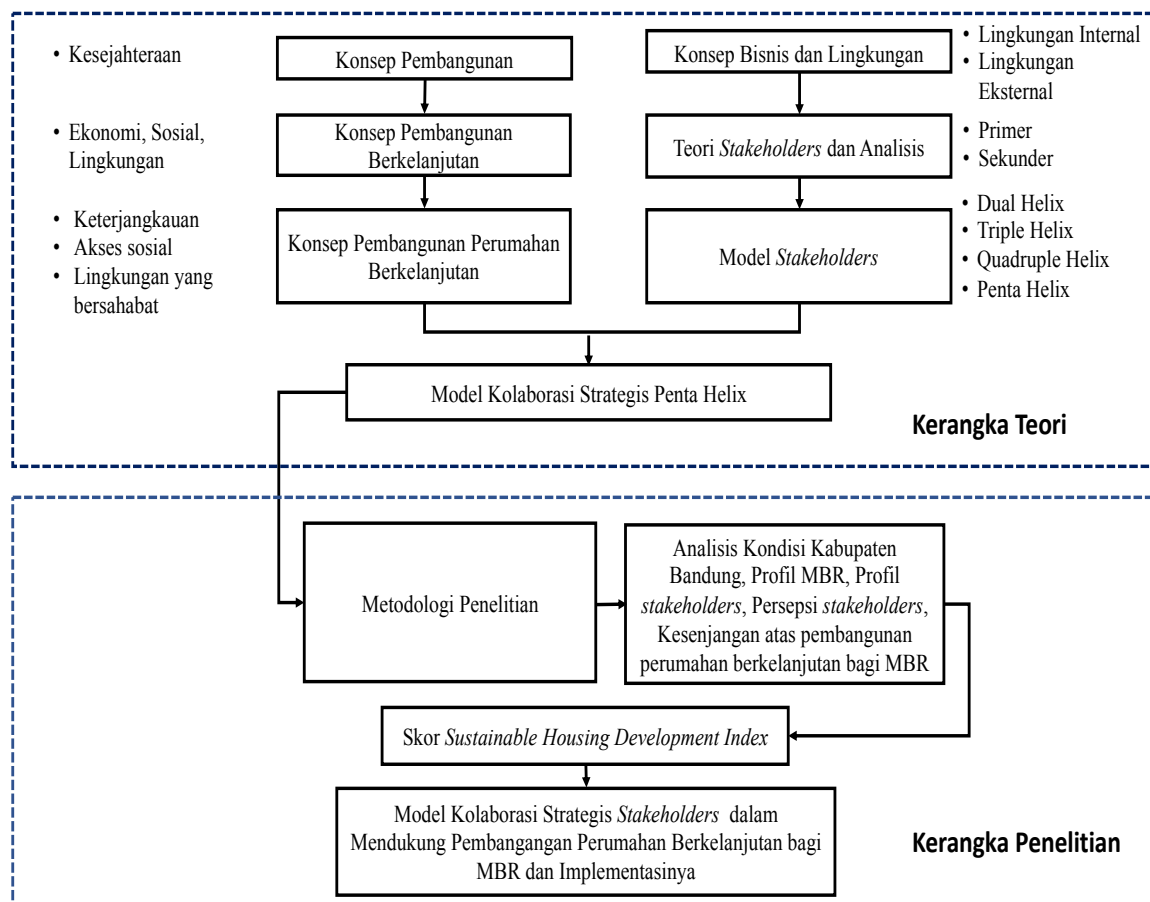 • Kesejahteraan
Konsep Pembangunan
Konsep Bisnis dan Lingkungan
• Lingkungan Internal
• Lingkungan
Eksternal
• Ekonomi, Sosial,
Lingkungan
Konsep Pembangunan
Berkelanjutan
Teori Stakeholders dan Analisis
• Primer
• Sekunder
• Keterjangkauan
• Akses sosial
• Lingkungan yang
bersahabat
Konsep Pembangunan Perumahan
Berkelanjutan
Model Stakeholders
• Dual Helix
• Triple Helix
• Quadruple Helix
• Penta Helix
Model Kolaborasi Strategis Penta Helix
Kerangka Teori
Metodologi Penelitian
Analisis Kondisi Kabupaten
Bandung, Profil MBR, Profil
stakeholders, Persepsi stakeholders,
Kesenjangan atas pembangunan
perumahan berkelanjutan bagi MBR
Skor Sustainable Housing Development Index
Model Kolaborasi Strategis Stakeholders dalam
Mendukung Pembangangan Perumahan Berkelanjutan bagi
MBR dan Implementasinya
Kerangka Penelitian